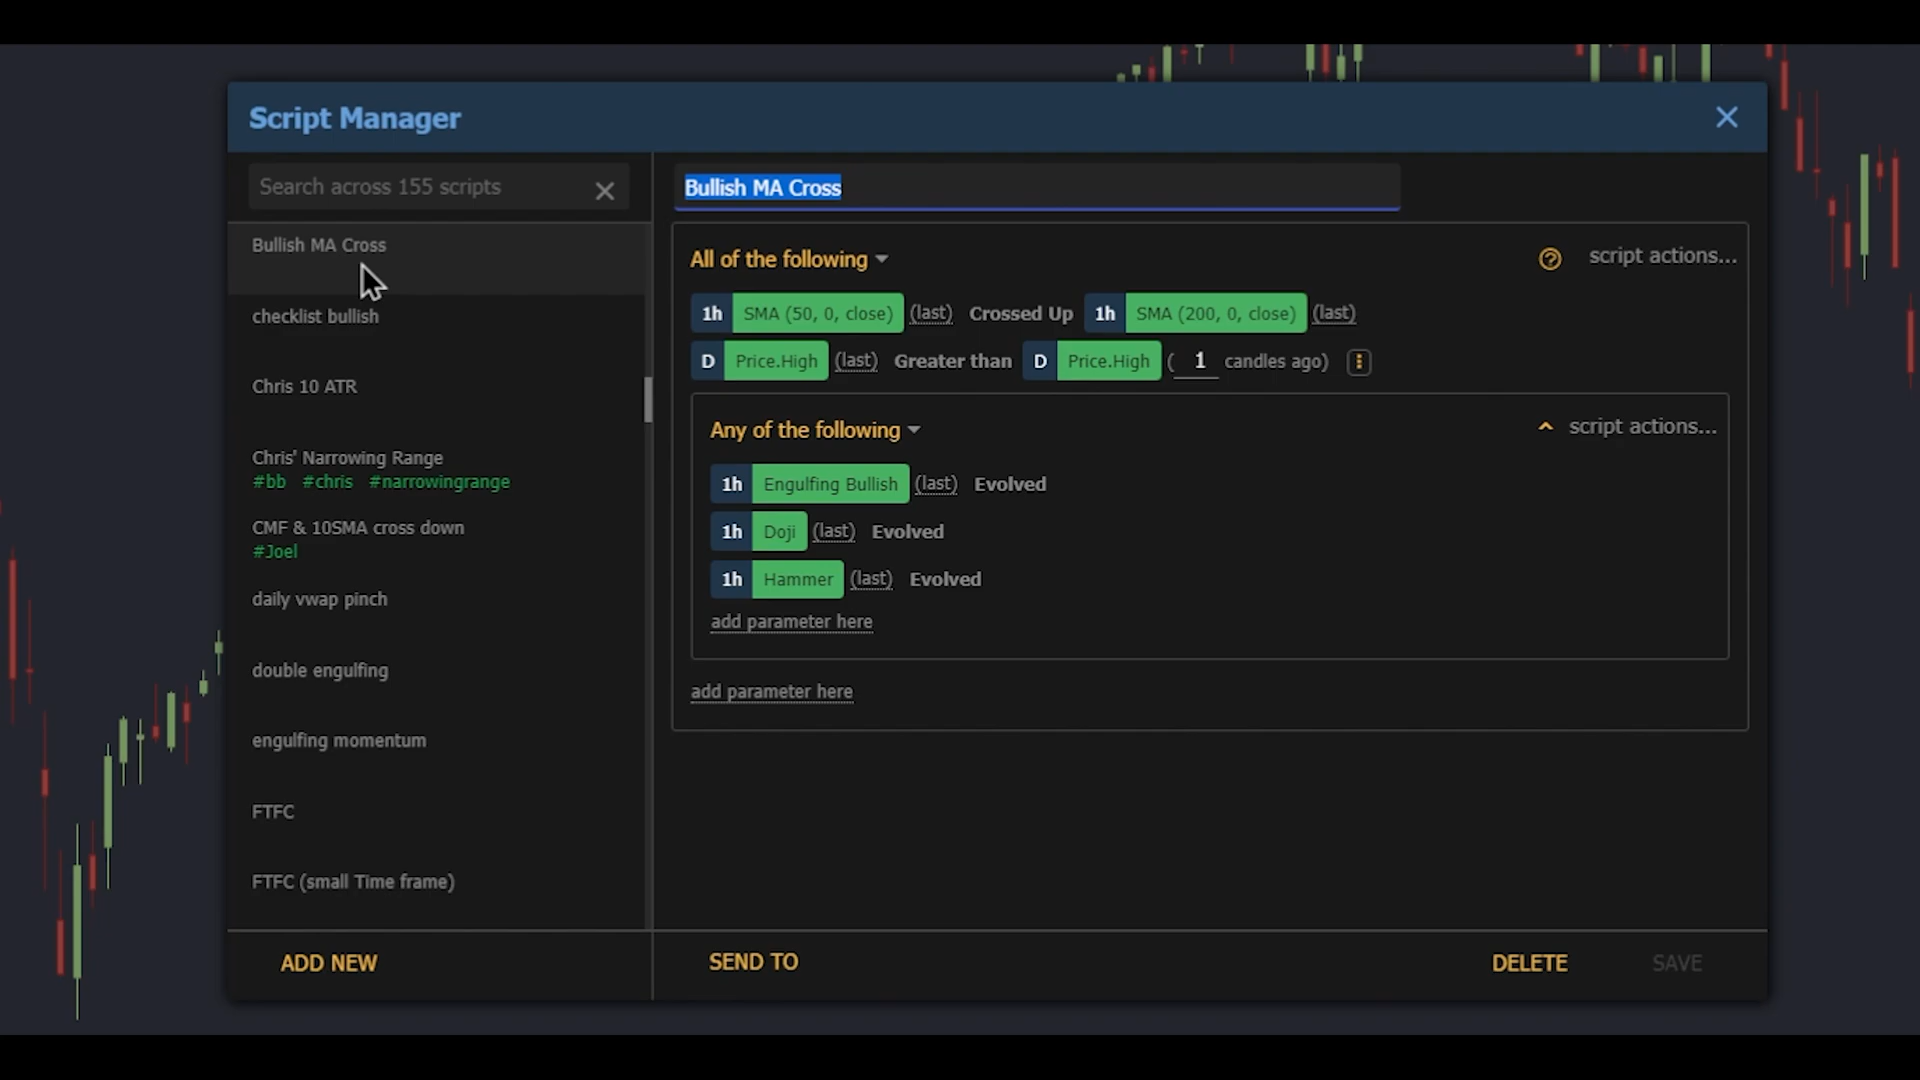 Script Manager
Search across 155 scripts
Bullish MA Cross
checklist bullish
Chris 10 ATR
Chris' Narrowing Range
#bb #chris #narrowingrange
CMF & 10SMA cross down
#Joel
daily vwap pinch
double engulfing
engulfing momentum
FTFC
FTFC (small Time frame)
ADD NEW
Bullish MA Cross
All of the following
script actions...
1h SMA (50, 0, close) (last) Crossed Up 1h SMA (200, 0, close) (last)
D Price.High (last) Greater than D Price.High ( 1 candles ago)
Any of the following
script actions...
1h Engulfing Bullish (last) Evolved
1h Doji (last) Evolved
1h Hammer (last) Evolved
add parameter here
add parameter here
SEND TO
DELETE
SAVE